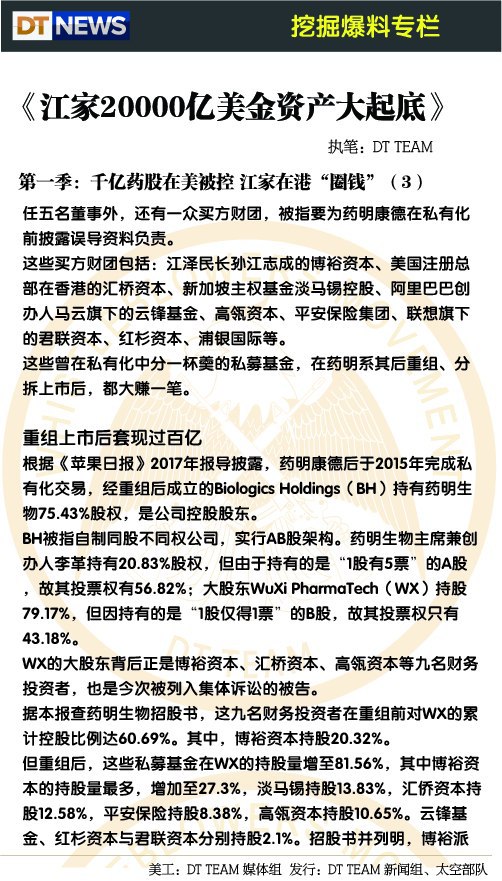 DT NEWS 挖掘爆料专栏
《江家20000亿美金资产大起底》
执笔：DT TEAM
第一季：千亿药股在美被控 江家在港“圈钱”（3）
任五名董事外，还有一众买方财团，被指要为药明康德在私有化
前披露误导资料负责。
这些买方财团包括：江泽民长孙江志成的博裕资本、美国注册总
部在香港的汇桥资本、新加坡主权基金淡马锡控股、阿里巴巴创
办人马云旗下的云锋基金、高瓴资本、平安保险集团、联想旗下
的君联资本、红杉资本、浦银国际等。
这些曾在私有化中分一杯羹的私募基金，在药明系其后重组、分
拆上市后，都大赚一笔。
重组上市后套现过百亿
根据《苹果日报》2017年报导披露，药明康德后于2015年完成私
有化交易，经重组后成立的Biologics Holdings（BH）持有药明生
物75.43%股权，是公司控股股东。
BH被指自制同股不同权公司，实行AB股架构。药明生物主席兼创
办人李革持有20.83%股权，但由于持有的是“1股有5票”的A股
，故其投票权有56.82%；大股东WuXi PharmaTech（WX）持股
79.17%，但因持有的是“1股仅得1票”的B股，故其投票权只有
43.18%。
WX的大股东背后正是博裕资本、汇桥资本、高瓴资本等九名财务
投资者，也是今次被列入集体诉讼的被告。
据本报查药明生物招股书，这九名财务投资者在重组前对WX的累
计控股比例达60.69%。其中，博裕资本持股20.32%。
但重组后，这些私募基金在WX的持股量增至81.56%，其中博裕资
本的持股量最多，增加至27.3%，淡马锡持股13.83%，汇侨资本持
股12.58%，平安保险持股8.38%，高瓴资本持股10.65%。云锋基
金、红杉资本与君联资本分别持股2.1%。招股书并列明，博裕派
美工：DT TEAM 媒体组 发行：DT TEAM 新闻组、太空部队